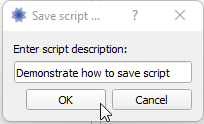 Save script ...
?
Enter script description:
Demonstrate how to save script
OK
Cancel